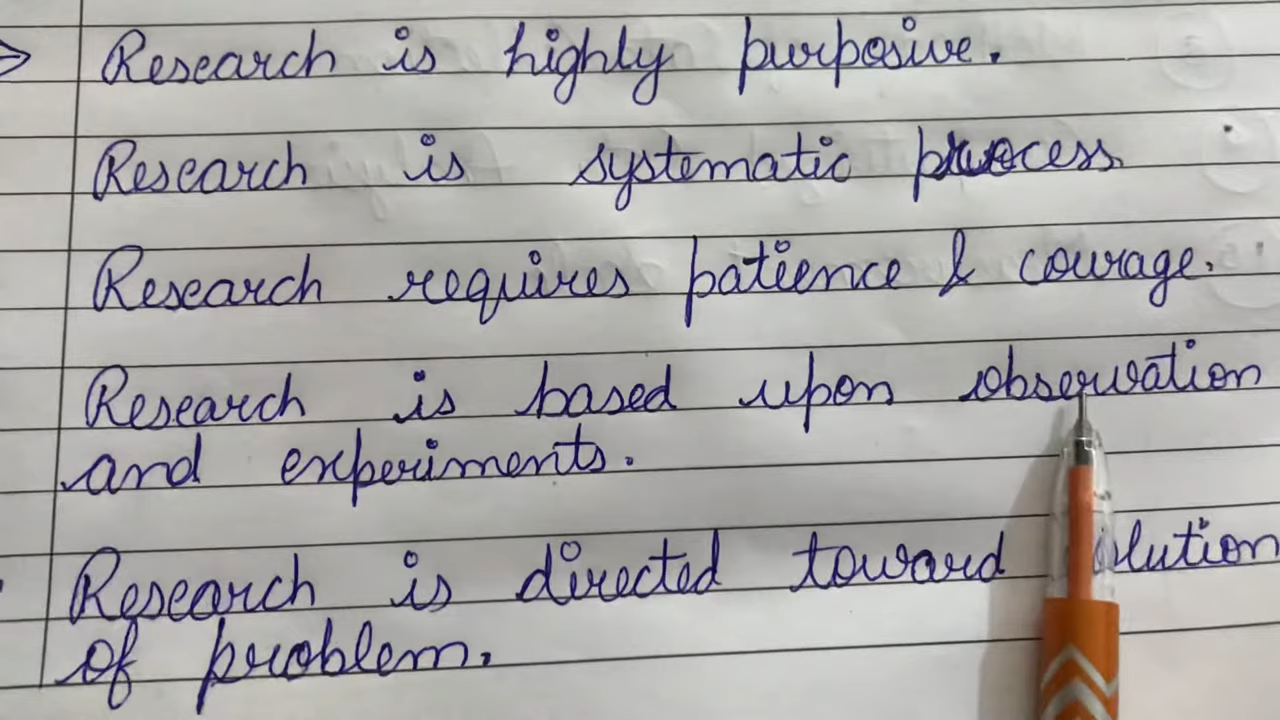 Research is highly purposive.
Research is systematic process.
Research requires patience & courage.
Research is based upon observation
and experiments.
Research is directed toward solution
of problem.